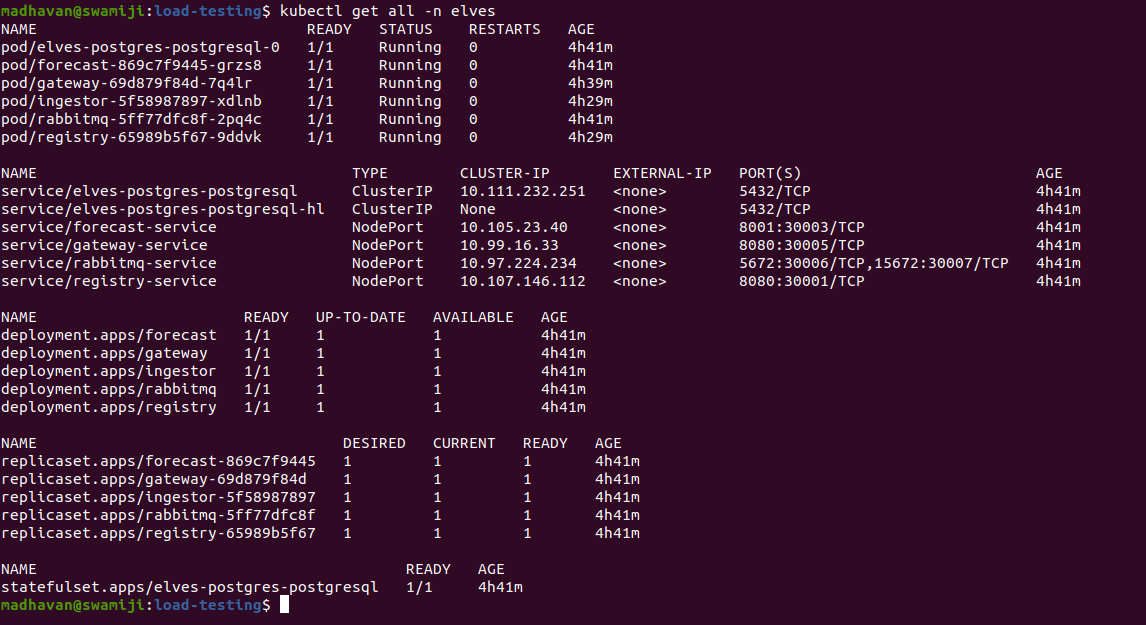 madhavan@swamiji:load-testing$ kubectl get all -n elves
NAME READY STATUS RESTARTS AGE
pod/elves-postgres-postgresql-0 1/1 Running 0 4h41m
pod/forecast-869c7f9445-grzs8 1/1 Running 0 4h41m
pod/gateway-69d879f84d-7q4lr 1/1 Running 0 4h39m
pod/ingestor-5f58987897-xdlnb 1/1 Running 0 4h29m
pod/rabbitmq-5ff77dfc8f-2pq4c 1/1 Running 0 4h41m
pod/registry-65989b5f67-9ddvk 1/1 Running 0 4h29m
NAME TYPE CLUSTER-IP EXTERNAL-IP PORT(S) AGE
service/elves-postgres-postgresql ClusterIP 10.111.232.251 <none> 5432/TCP 4h41m
service/elves-postgres-postgresql-hl ClusterIP None <none> 5432/TCP 4h41m
service/forecast-service NodePort 10.105.23.40 <none> 8001:30003/TCP 4h41m
service/gateway-service NodePort 10.99.16.33 <none> 8080:30005/TCP 4h41m
service/rabbitmq-service NodePort 10.97.224.234 <none> 5672:30006/TCP,15672:30007/TCP 4h41m
service/registry-service NodePort 10.107.146.112 <none> 8080:30001/TCP 4h41m
NAME READY UP-TO-DATE AVAILABLE AGE
deployment.apps/forecast 1/1 1 1 4h41m
deployment.apps/gateway 1/1 1 1 4h41m
deployment.apps/ingestor 1/1 1 1 4h41m
deployment.apps/rabbitmq 1/1 1 1 4h41m
deployment.apps/registry 1/1 1 1 4h41m
NAME DESIRED CURRENT READY AGE
replicaset.apps/forecast-869c7f9445 1 1 1 4h41m
replicaset.apps/gateway-69d879f84d 1 1 1 4h41m
replicaset.apps/ingestor-5f58987897 1 1 1 4h41m
replicaset.apps/rabbitmq-5ff77dfc8f 1 1 1 4h41m
replicaset.apps/registry-65989b5f67 1 1 1 4h41m
NAME READY AGE
statefulset.apps/elves-postgres-postgresql 1/1 4h41m
madhavan@swamiji:load-testing$